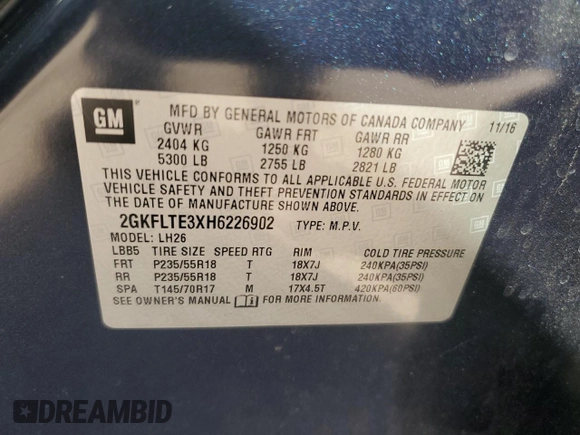 GM
MFD BY GENERAL MOTORS OF CANADA COMPANY 11/16
GVWR GAWR FRT GAWR RR
2404 KG 1250 KG 1280 KG
5300 LB 2755 LB 2821 LB
THIS VEHICLE CONFORMS TO ALL APPLICABLE U.S. FEDERAL MOTOR
VEHICLE SAFETY AND THEFT PREVENTION STANDARDS IN EFFECT ON
THE DATE OF MANUFACTURE SHOWN ABOVE.
2GKFLTE3XH6226902 TYPE: M.P.V.
MODEL: LH26
LBB5 TIRE SIZE SPEED RTG RIM COLD TIRE PRESSURE
FRT P235/55R18 T 18X7J 240KPA(35PSI)
RR P235/55R18 T 18X7J 240KPA(35PSI)
SPA T145/70R17 M 17X4.5T 420KPA(60PSI)
SEE OWNER'S MANUAL FOR MORE INFORMATION.
DREAMBID